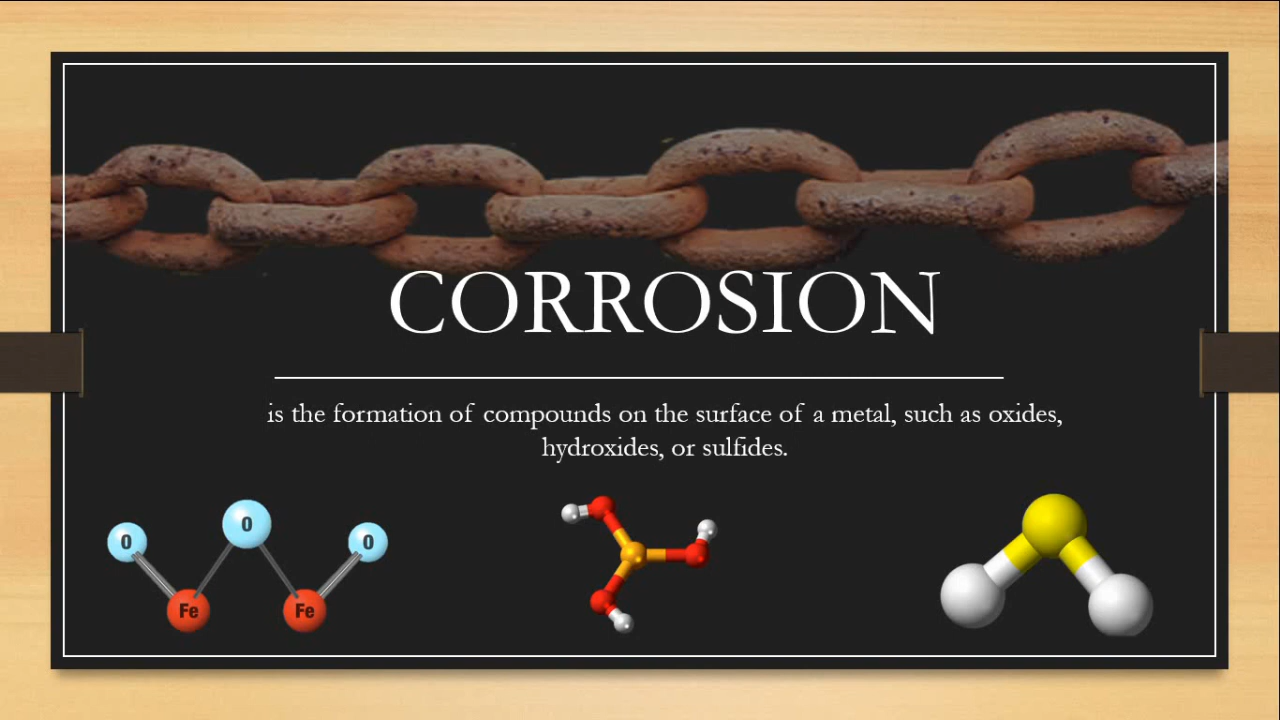 CORROSION
is the formation of compounds on the surface of a metal, such as oxides,
hydroxides, or sulfides.
O
O
O
Fe
Fe